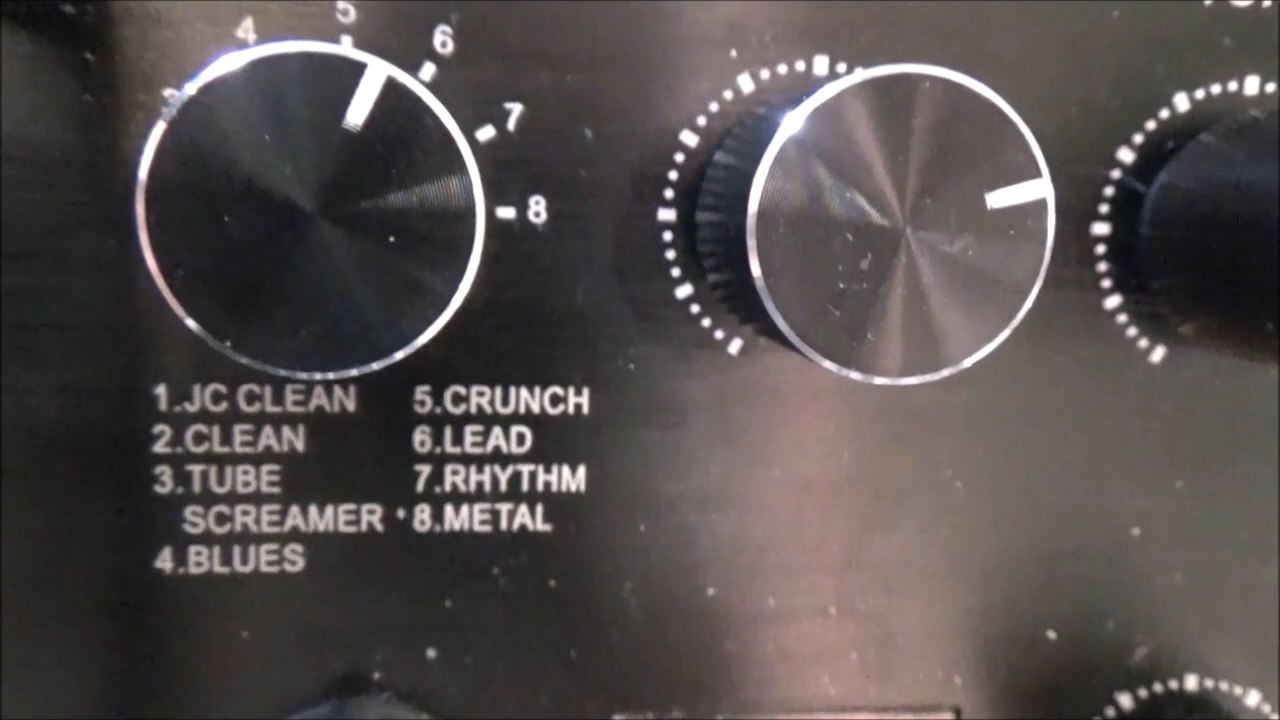 4
5
6
7
8
1.JC CLEAN
2.CLEAN
3.TUBE
SCREAMER
4.BLUES
5.CRUNCH
6.LEAD
7.RHYTHM
8.METAL